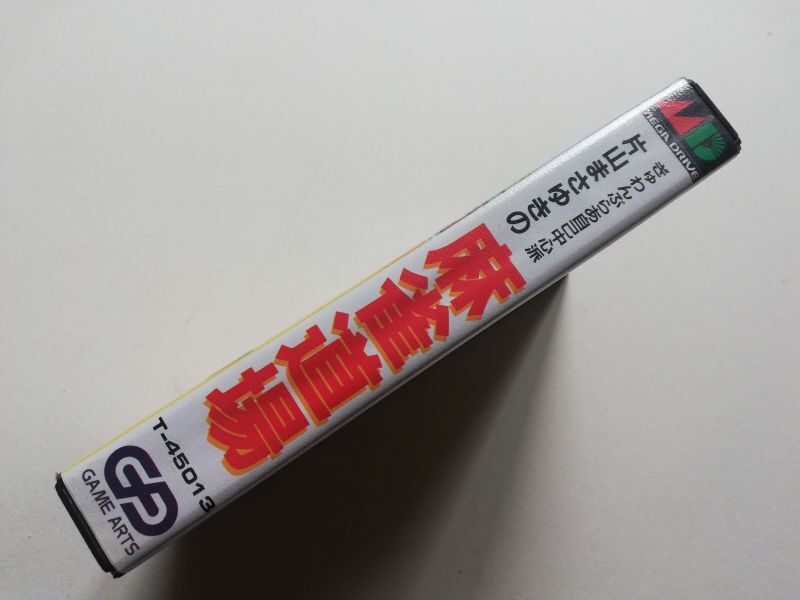 MD
MEGA DRIVE
ぎゅわんぶらあ自己中心派
片山まさゆきの
麻雀道場
T-45013
GAME ARTS